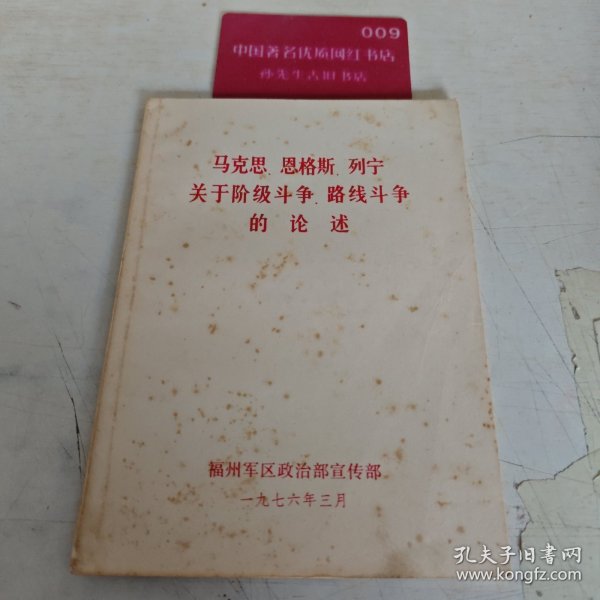 009
中国著名优质网红书店
孙先生古旧书店
马克思、恩格斯、列宁
关于阶级斗争、路线斗争
的论述
福州军区政治部宣传部
一九七六年三月
孔夫子旧书网
www.kongfz.com